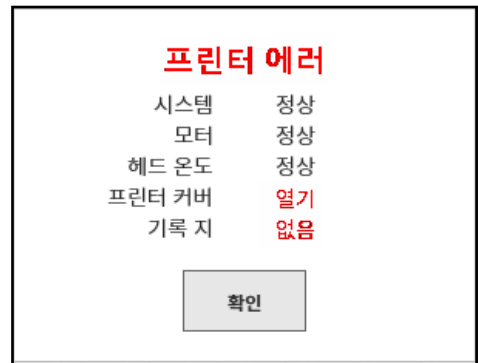 프린터 에러
시스템 정상
모터 정상
헤드 온도 정상
프린터 커버 열기
기록 지 없음
확인